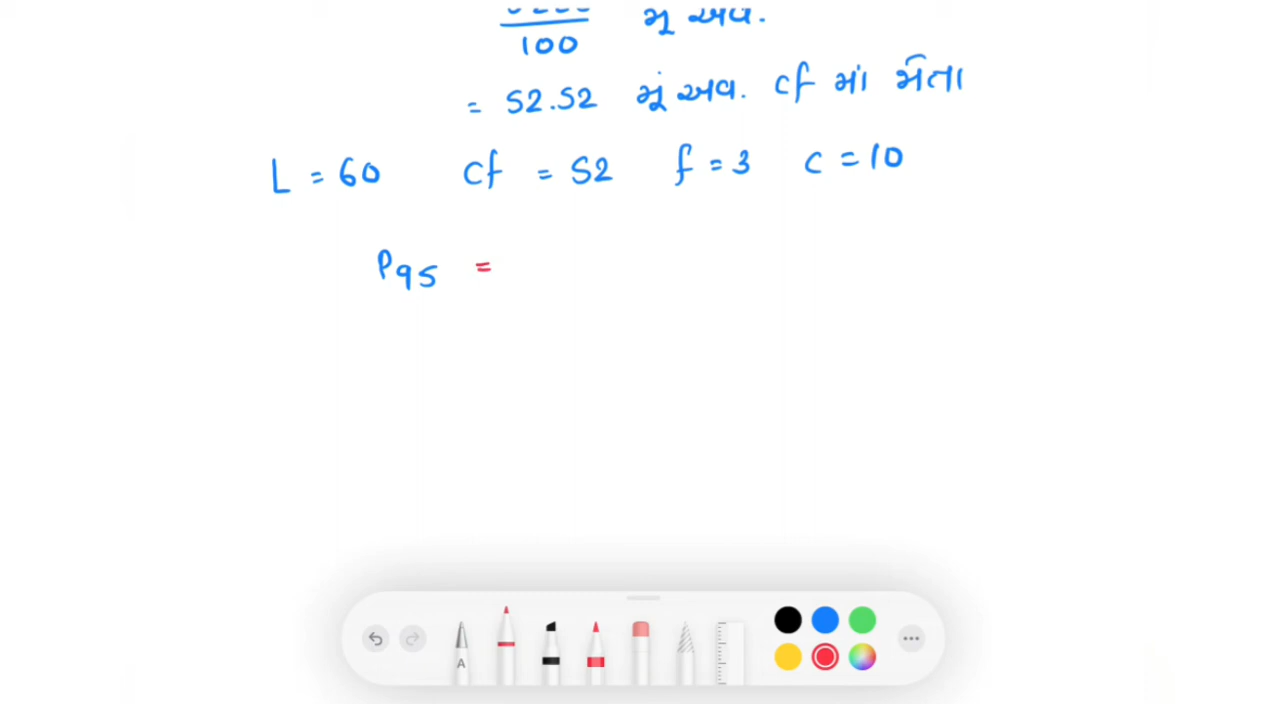 100 મૂ અવ.
= 52.52 મૂં અવ. cf માં જોતા
L = 60 cf = 52 f = 3 c = 10
P95 =
A